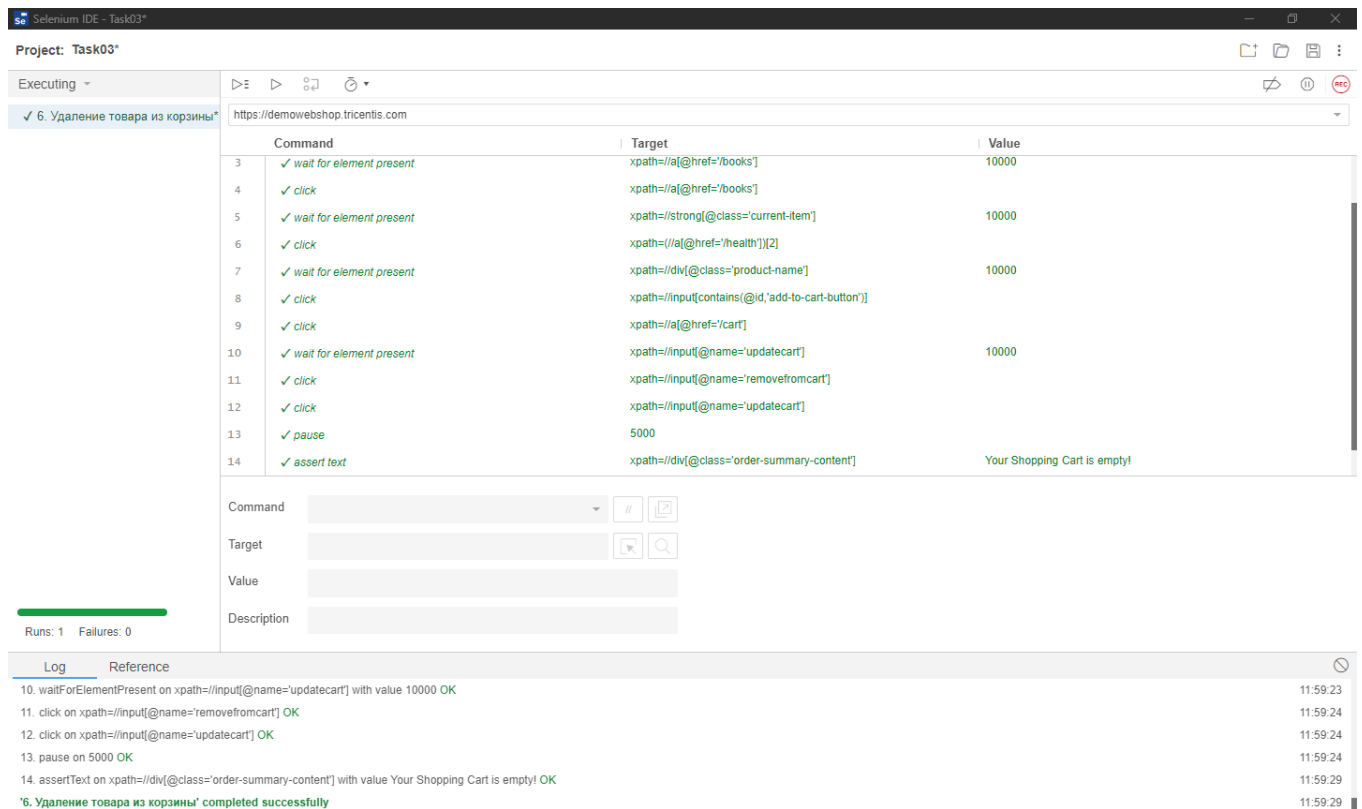 Se Selenium IDE - Task03*
Project: Task03*
Executing
REC
✓ 6. Удаление товара из корзины*
https://demowebshop.tricentis.com
Command Target Value
3 ✓ wait for element present xpath=//a[@href='/books'] 10000
4 ✓ click xpath=//a[@href='/books']
5 ✓ wait for element present xpath=//strong[@class='current-item'] 10000
6 ✓ click xpath=(//a[@href='/health'])[2]
7 ✓ wait for element present xpath=//div[@class='product-name'] 10000
8 ✓ click xpath=//input[contains(@id,'add-to-cart-button')]
9 ✓ click xpath=//a[@href='/cart']
10 ✓ wait for element present xpath=//input[@name='updatecart'] 10000
11 ✓ click xpath=//input[@name='removefromcart']
12 ✓ click xpath=//input[@name='updatecart']
13 ✓ pause 5000
14 ✓ assert text xpath=//div[@class='order-summary-content'] Your Shopping Cart is empty!
Command //
Target
Value
Description
Runs: 1 Failures: 0
Log Reference
10. waitForElementPresent on xpath=//input[@name='updatecart'] with value 10000 OK 11:59:23
11. click on xpath=//input[@name='removefromcart'] OK 11:59:24
12. click on xpath=//input[@name='updatecart'] OK 11:59:24
13. pause on 5000 OK 11:59:24
14. assertText on xpath=//div[@class='order-summary-content'] with value Your Shopping Cart is empty! OK 11:59:29
'6. Удаление товара из корзины' completed successfully 11:59:29